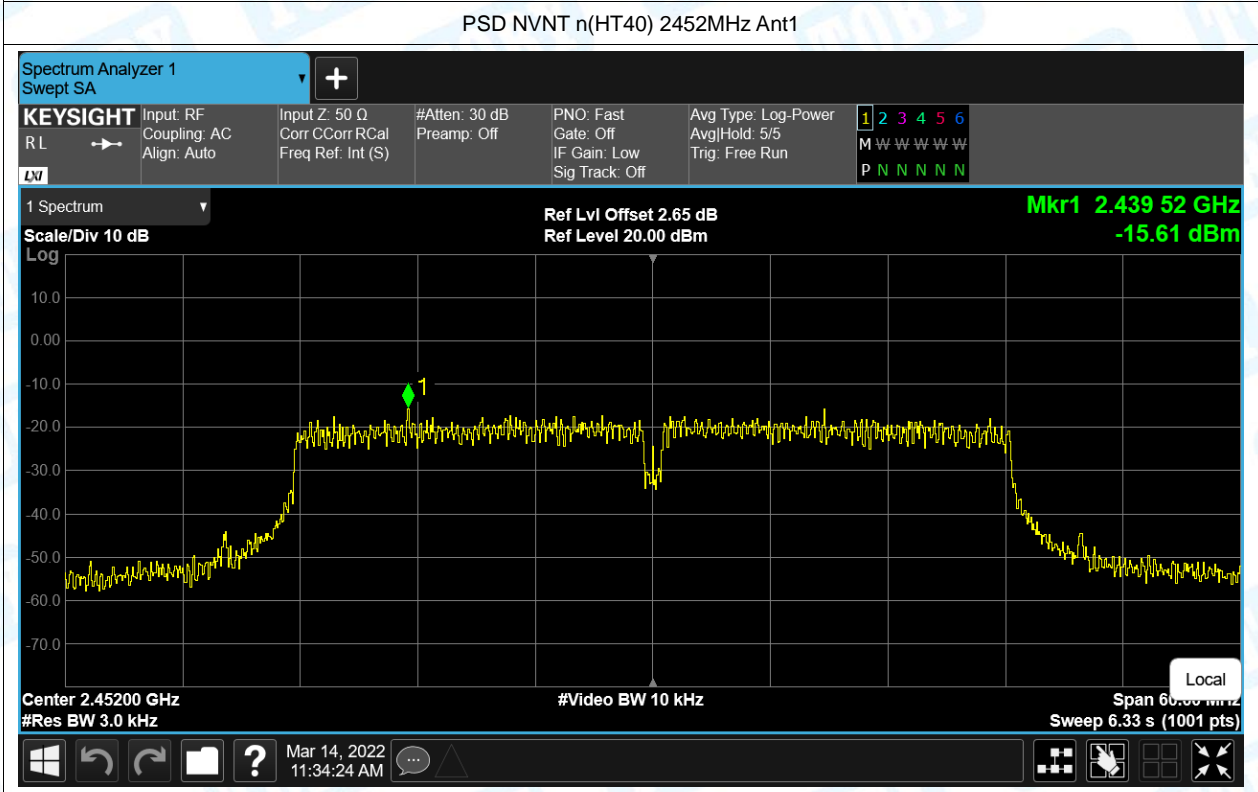 PSD NVNT n(HT40) 2452MHz Ant1
Spectrum Analyzer 1
Swept SA
KEYSIGHT
R L
LXI
Input: RF
Coupling: AC
Align: Auto
Input Z: 50 Ω
Corr CCorr RCal
Freq Ref: Int (S)
#Atten: 30 dB
Preamp: Off
PNO: Fast
Gate: Off
IF Gain: Low
Sig Track: Off
Avg Type: Log-Power
Avg|Hold: 5/5
Trig: Free Run
1 2 3 4 5 6
M W W W W W
P N N N N N
1 Spectrum
Scale/Div 10 dB
Log
Ref Lvl Offset 2.65 dB
Ref Level 20.00 dBm
Mkr1 2.439 52 GHz
-15.61 dBm
10.0
0.00
-10.0
1
-20.0
-30.0
-40.0
-50.0
-60.0
-70.0
Local
Center 2.45200 GHz
#Video BW 10 kHz
Span 60.00 MHz
#Res BW 3.0 kHz
Sweep 6.33 s (1001 pts)
Mar 14, 2022
11:34:24 AM